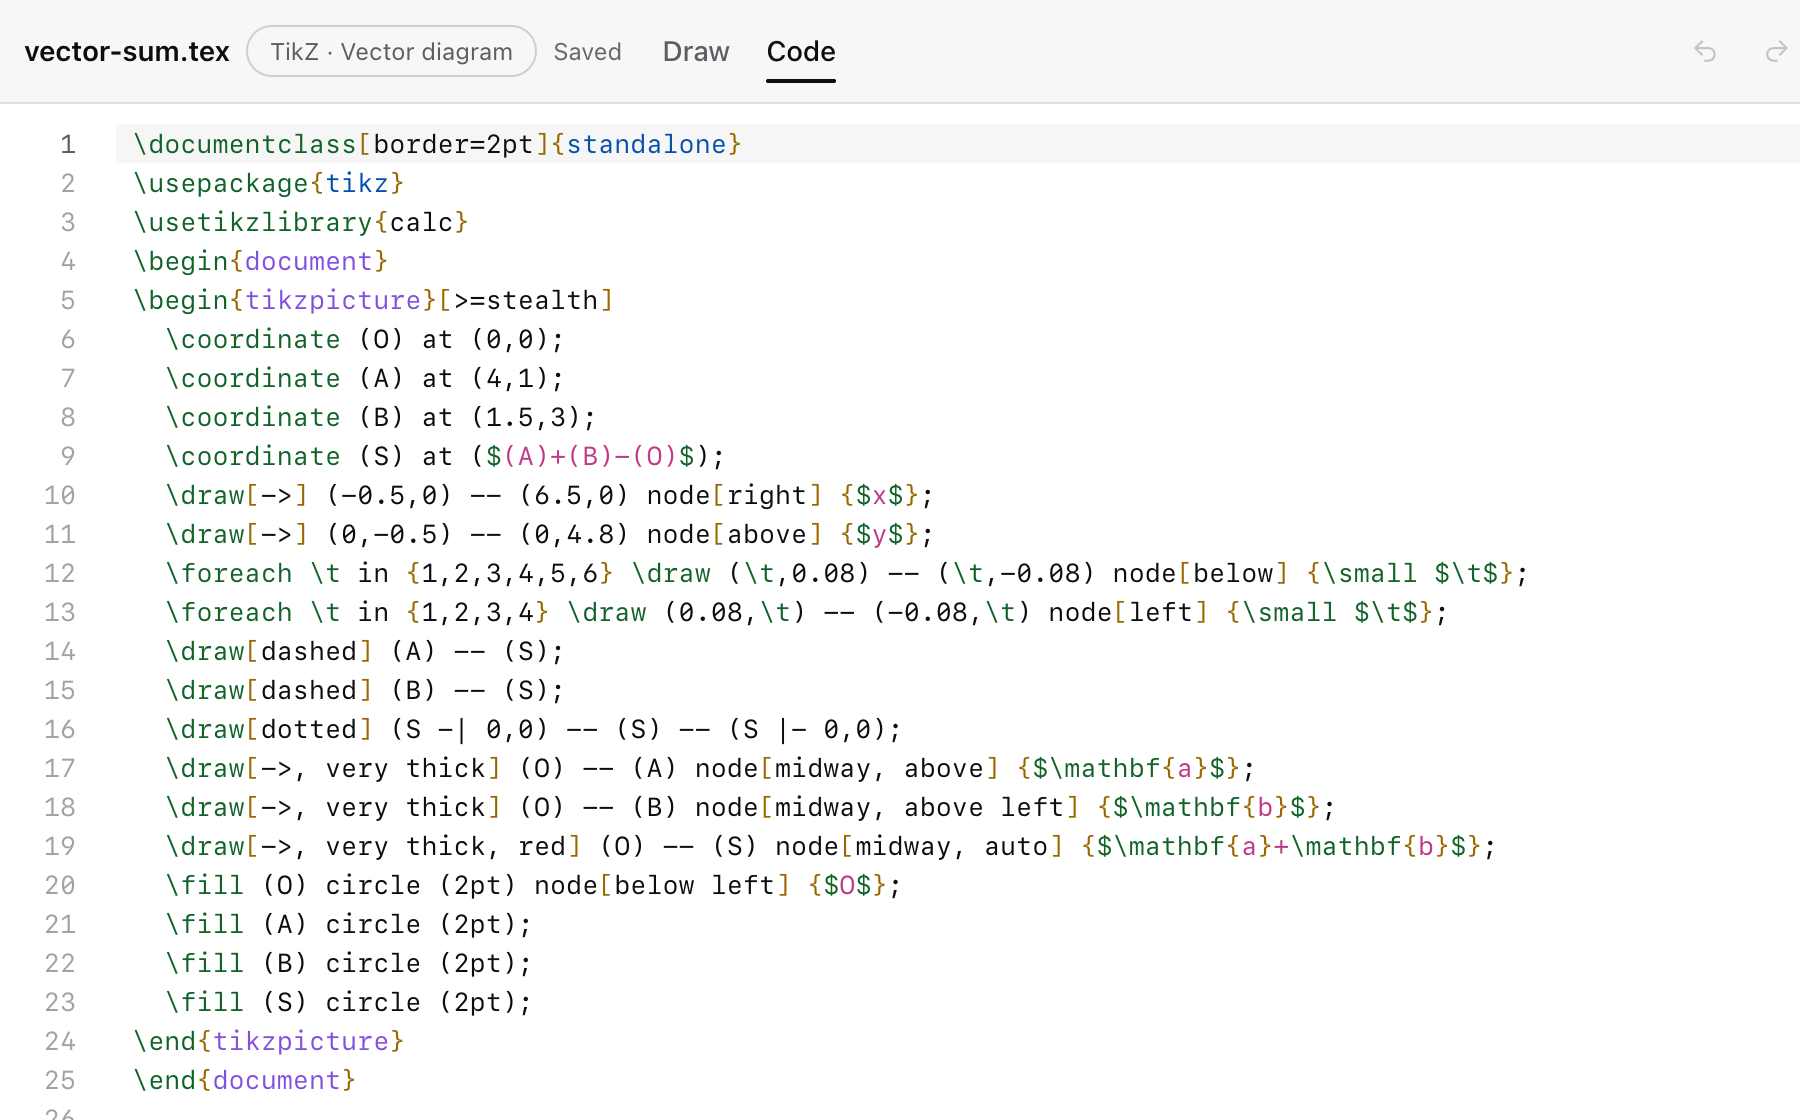 vector-sum.tex TikZ · Vector diagram Saved Draw Code
1 \documentclass[border=2pt]{standalone}
2 \usepackage{tikz}
3 \usetikzlibrary{calc}
4 \begin{document}
5 \begin{tikzpicture}[>=stealth]
6   \coordinate (O) at (0,0);
7   \coordinate (A) at (4,1);
8   \coordinate (B) at (1.5,3);
9   \coordinate (S) at ($(A)+(B)-(O)$);
10   \draw[->] (-0.5,0) -- (6.5,0) node[right] {$x$};
11   \draw[->] (0,-0.5) -- (0,4.8) node[above] {$y$};
12   \foreach \t in {1,2,3,4,5,6} \draw (\t,0.08) -- (\t,-0.08) node[below] {\small $\t$};
13   \foreach \t in {1,2,3,4} \draw (0.08,\t) -- (-0.08,\t) node[left] {\small $\t$};
14   \draw[dashed] (A) -- (S);
15   \draw[dashed] (B) -- (S);
16   \draw[dotted] (S -| 0,0) -- (S) -- (S |- 0,0);
17   \draw[->, very thick] (O) -- (A) node[midway, above] {$\mathbf{a}$};
18   \draw[->, very thick] (O) -- (B) node[midway, above left] {$\mathbf{b}$};
19   \draw[->, very thick, red] (O) -- (S) node[midway, auto] {$\mathbf{a}+\mathbf{b}$};
20   \fill (O) circle (2pt) node[below left] {$O$};
21   \fill (A) circle (2pt);
22   \fill (B) circle (2pt);
23   \fill (S) circle (2pt);
24 \end{tikzpicture}
25 \end{document}
26